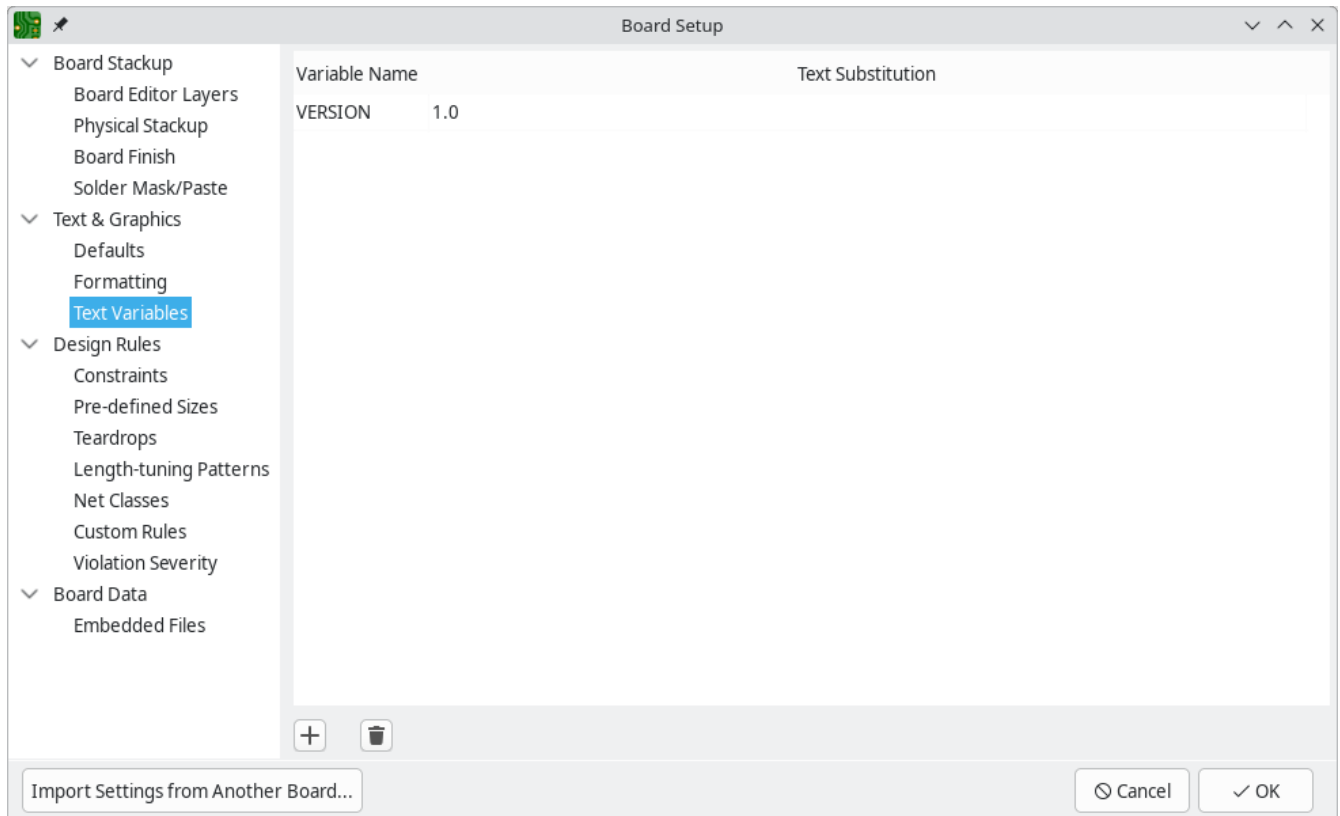 Board Setup
Board Stackup
Board Editor Layers
Physical Stackup
Board Finish
Solder Mask/Paste
Text & Graphics
Defaults
Formatting
Text Variables
Design Rules
Constraints
Pre-defined Sizes
Teardrops
Length-tuning Patterns
Net Classes
Custom Rules
Violation Severity
Board Data
Embedded Files
Variable Name Text Substitution
VERSION 1.0
Import Settings from Another Board...
Cancel
OK